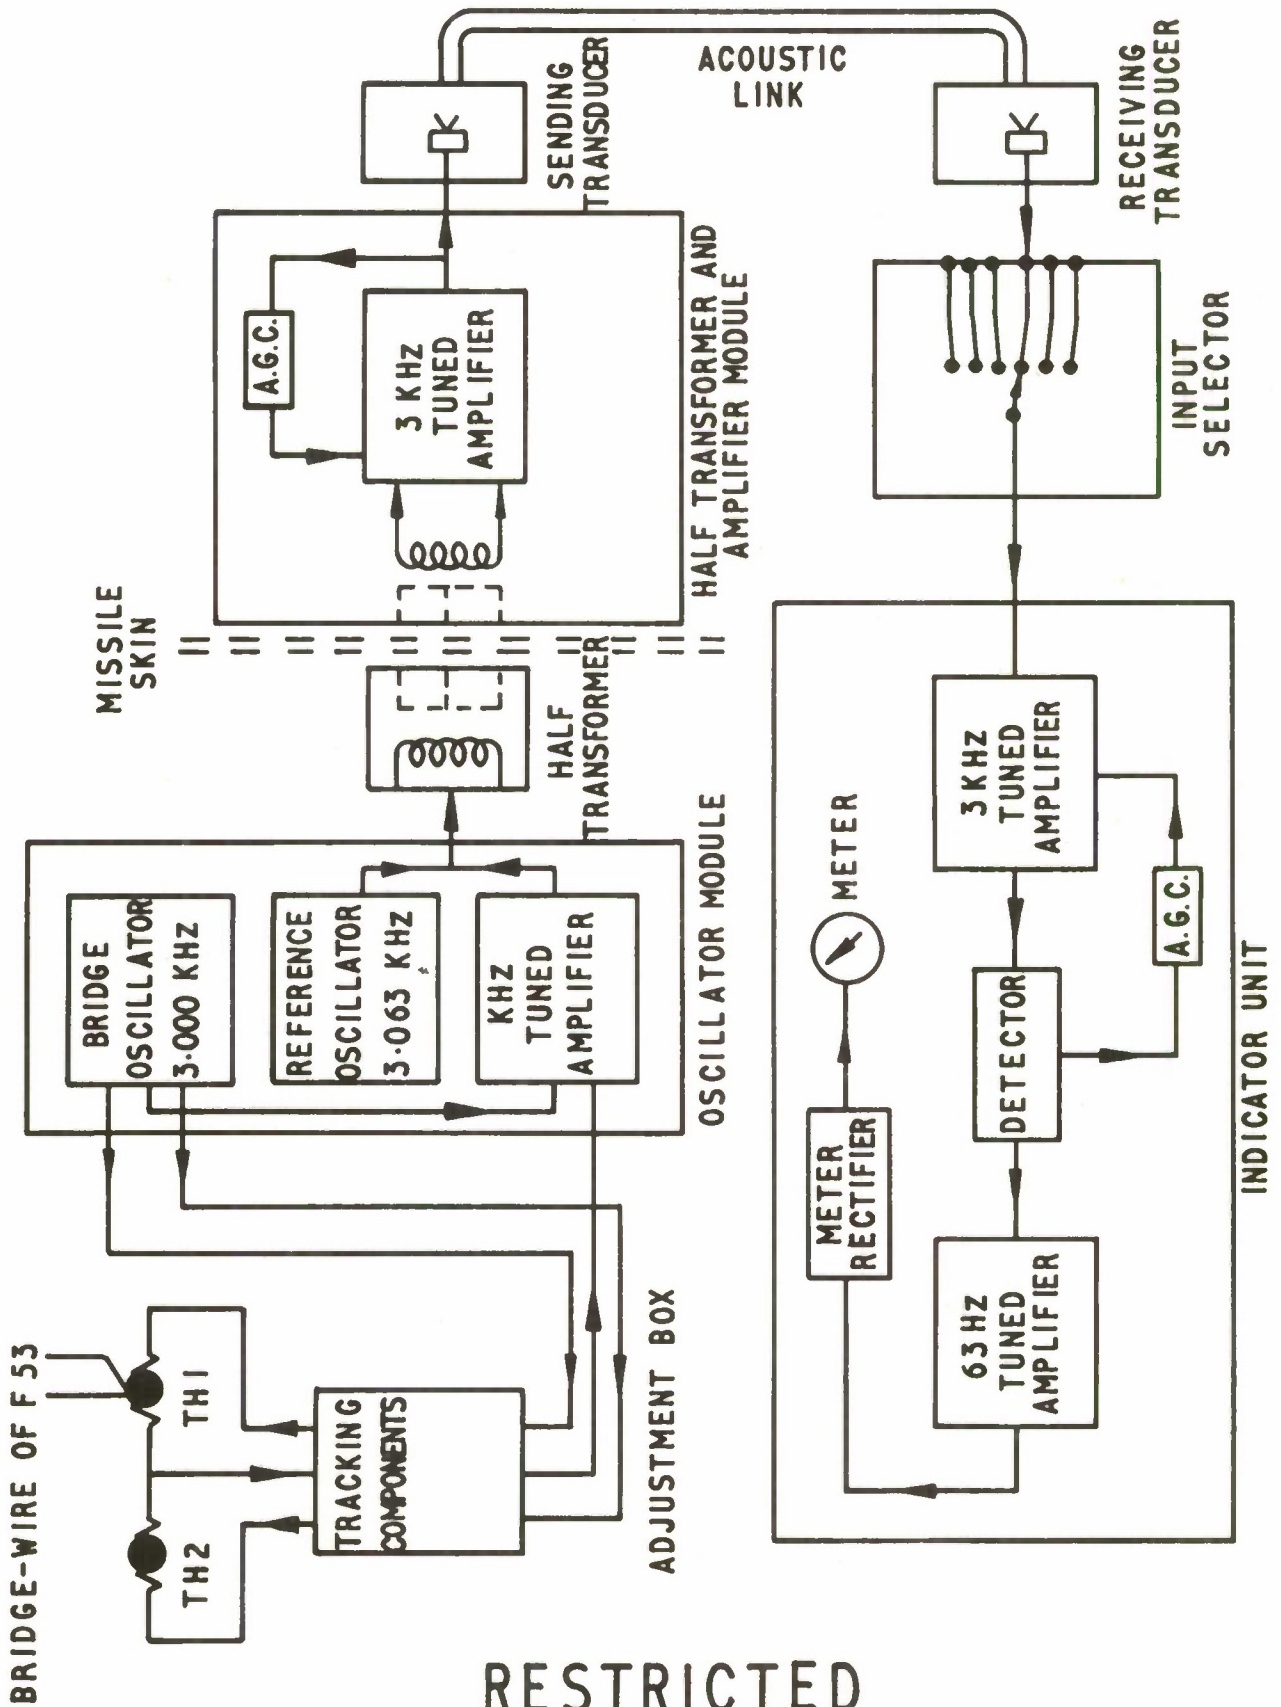 BRIDGE-WIRE OF F 53
TH2
TH1
TRACKING
COMPONENTS
ADJUSTMENT BOX
BRIDGE
OSCILLATOR
3·000 KHZ
REFERENCE
OSCILLATOR
3·063 KHZ
KHZ
TUNED
AMPLIFIER
OSCILLATOR MODULE
HALF
TRANSFORMER
MISSILE
SKIN
A.G.C.
3 KHZ
TUNED
AMPLIFIER
HALF TRANSFORMER AND
AMPLIFIER MODULE
SENDING
TRANSDUCER
ACOUSTIC
LINK
RECEIVING
TRANSDUCER
INPUT
SELECTOR
3 KHZ
TUNED
AMPLIFIER
A.G.C.
DETECTOR
63 HZ
TUNED
AMPLIFIER
METER
RECTIFIER
METER
INDICATOR UNIT
RESTRICTED